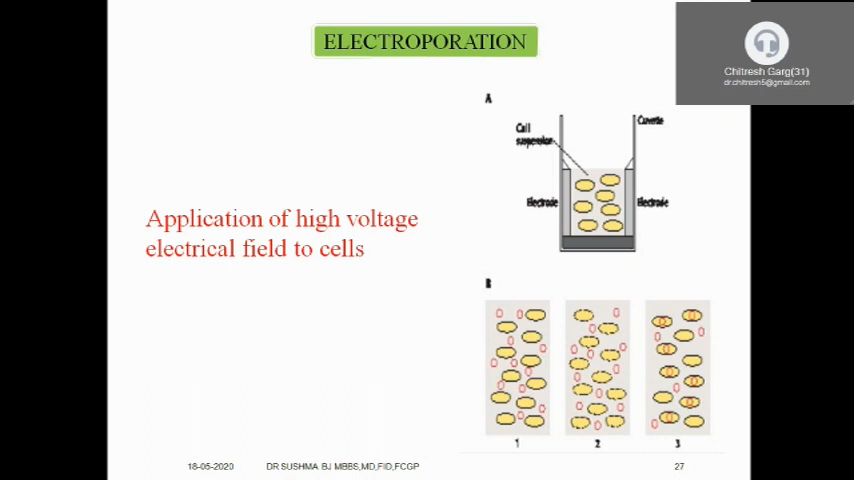 ELECTROPORATION
Chitresh Garg(31)
dr.chitresh5@gmail.com
A
Cell
suspension
Cuvette
Electrode
Electrode
Application of high voltage
electrical field to cells
B
1
2
3
18-05-2020
DR SUSHMA BJ MBBS,MD,FID,FCGP
27